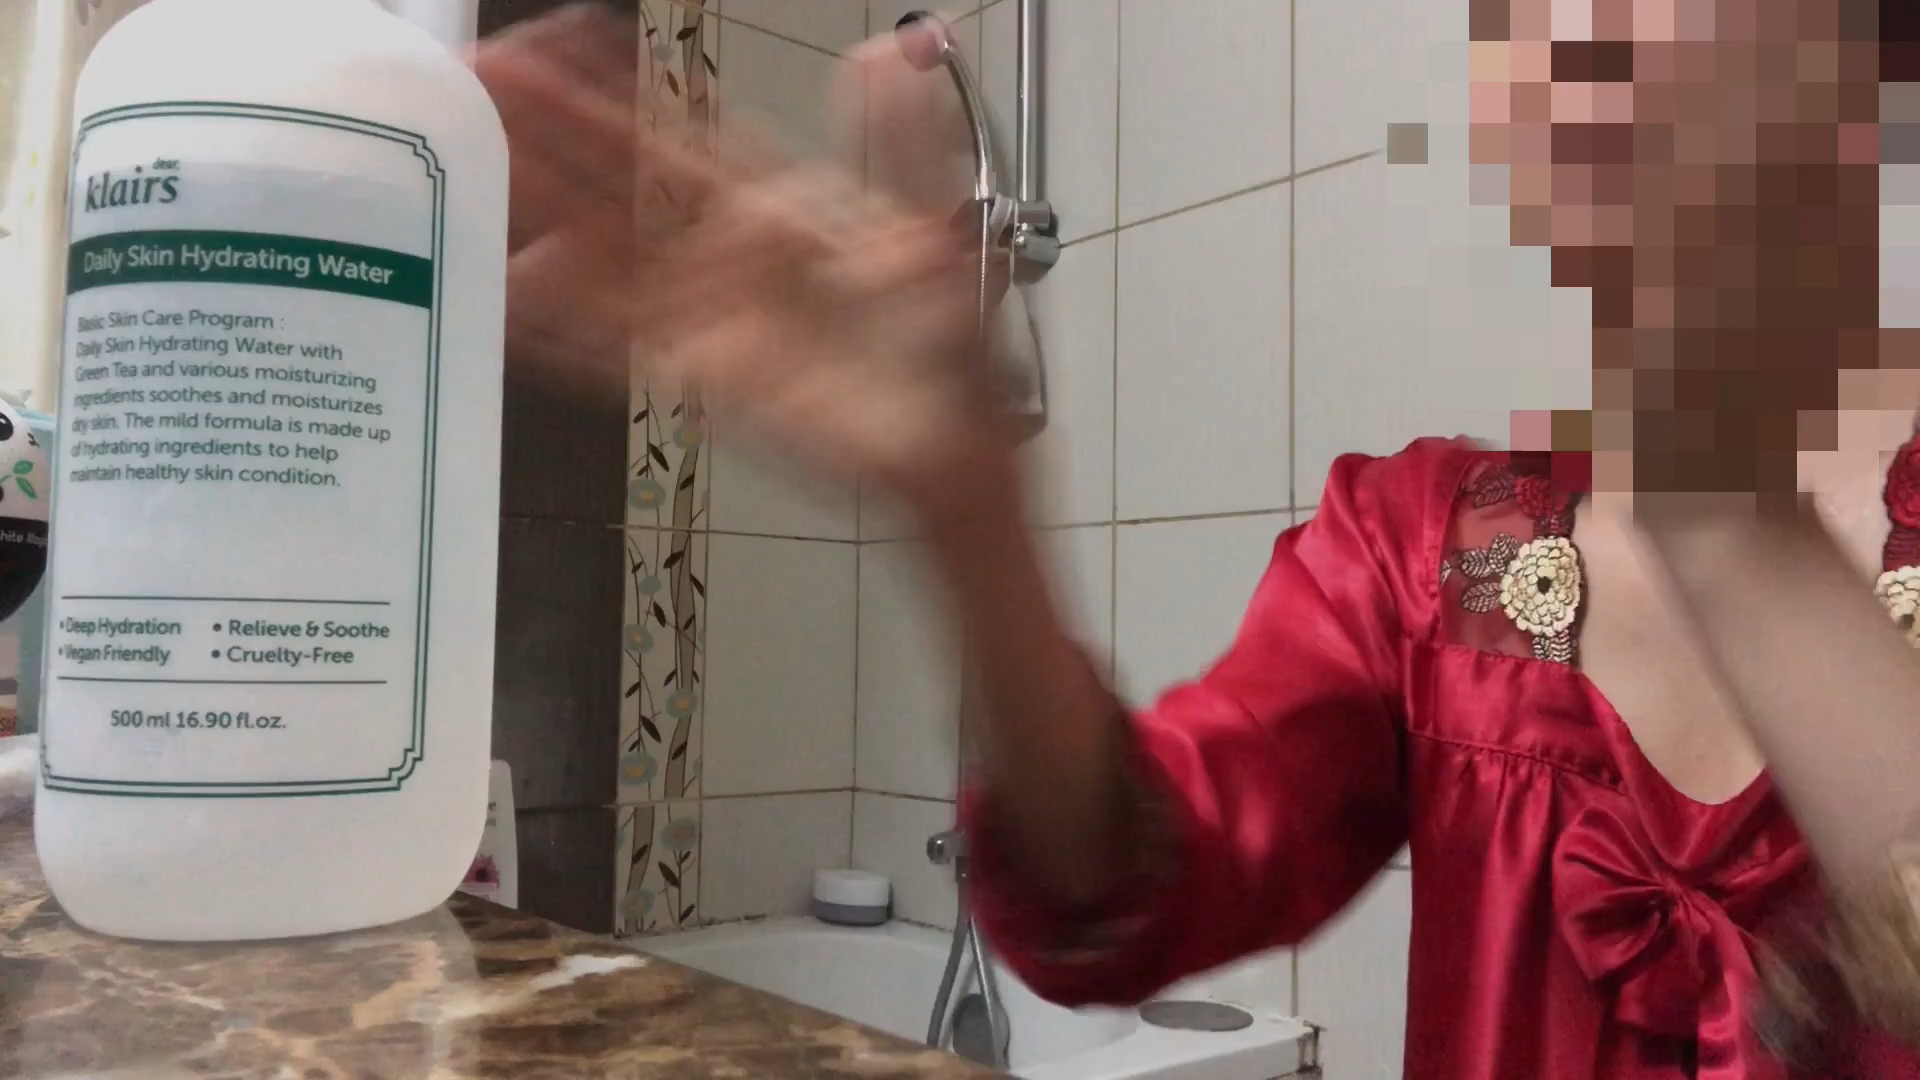 dear,
klairs
Daily Skin Hydrating Water
Basic Skin Care Program :
Daily Skin Hydrating Water with
Green Tea and various moisturizing
ingredients soothes and moisturizes
dry skin. The mild formula is made up
of hydrating ingredients to help
maintain healthy skin condition.
• Deep Hydration • Relieve & Soothe
• Vegan Friendly • Cruelty-Free
500 ml 16.90 fl.oz.